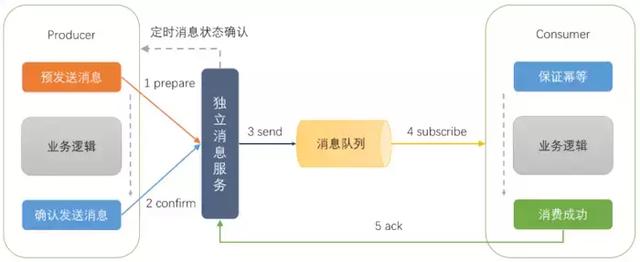 Producer
定时消息状态确认
Consumer
预发送消息
1 prepare
保证幂等
业务逻辑
独立消息服务
3 send
消息队列
4 subscribe
业务逻辑
确认发送消息
2 confirm
消费成功
5 ack